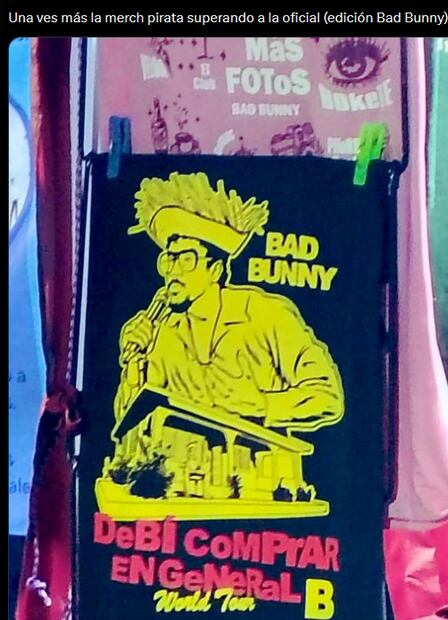 Una ves más la merch pirata superando a la oficial (edición Bad Bunny)
MaS
FOToS
BAD BUNNY
B
Club
BAD
BUNNY
DeBÍ CoMPrAR
EN GeNeRaL B
World Tour